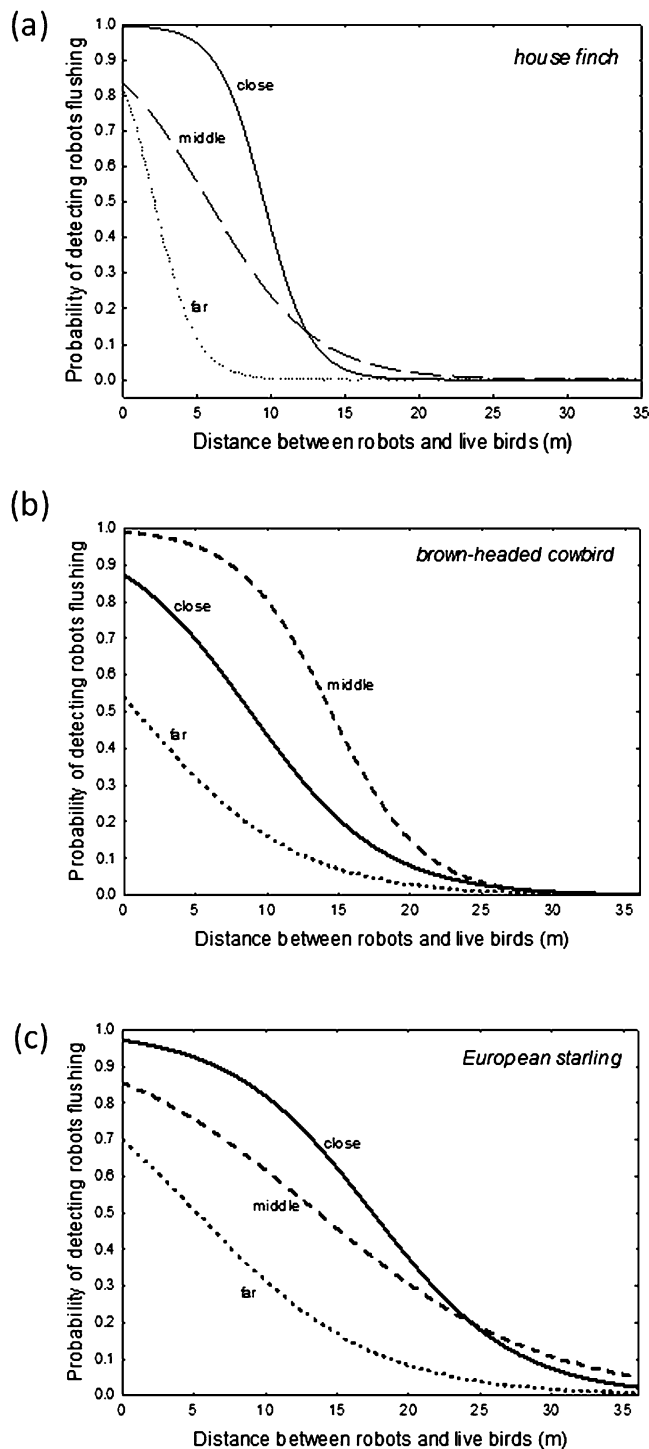 (a)
house finch
close
middle
far
Probability of detecting robots flushing
1.0
0.9
0.8
0.7
0.6
0.5
0.4
0.3
0.2
0.1
0.0
0 5 10 15 20 25 30 35
Distance between robots and live birds (m)
(b)
brown-headed cowbird
close
middle
far
Probability of detecting robots flushing
1.0
0.9
0.8
0.7
0.6
0.5
0.4
0.3
0.2
0.1
0.0
0 5 10 15 20 25 30 35
Distance between robots and live birds (m)
(c)
European starling
close
middle
far
Probability of detecting robots flushing
1.0
0.9
0.8
0.7
0.6
0.5
0.4
0.3
0.2
0.1
0.0
0 5 10 15 20 25 30 35
Distance between robots and live birds (m)